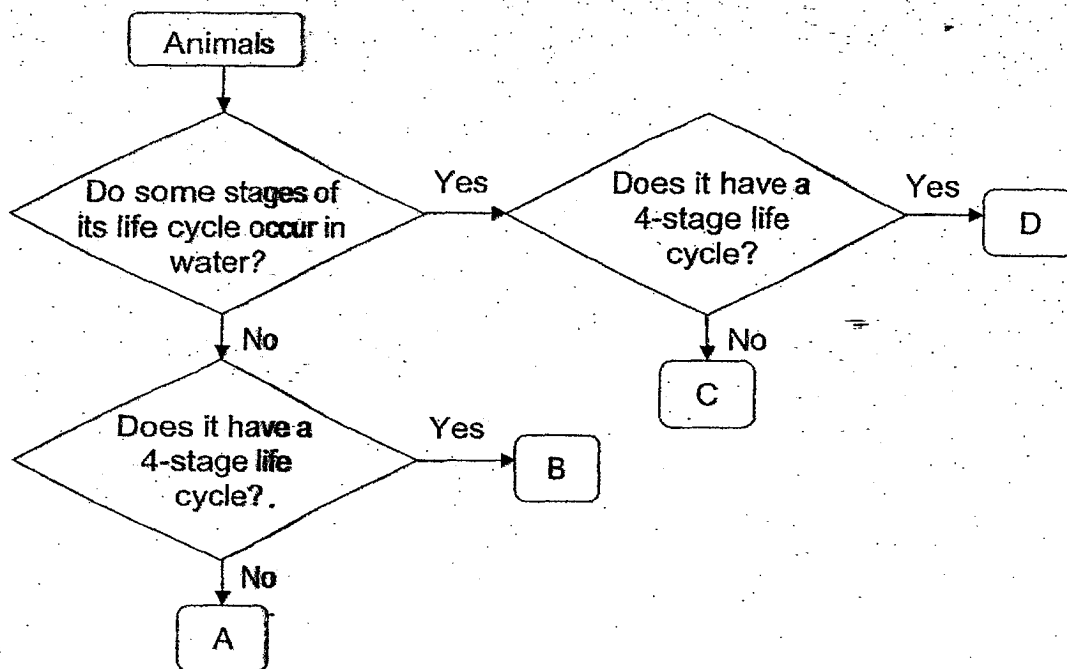 Animals
Do some stages of
its life cycle occur in
water?
Yes
Does it have a
4-stage life
cycle?
Yes
D
No
No
C
Does it have a
4-stage life
cycle?.
Yes
B
No
A